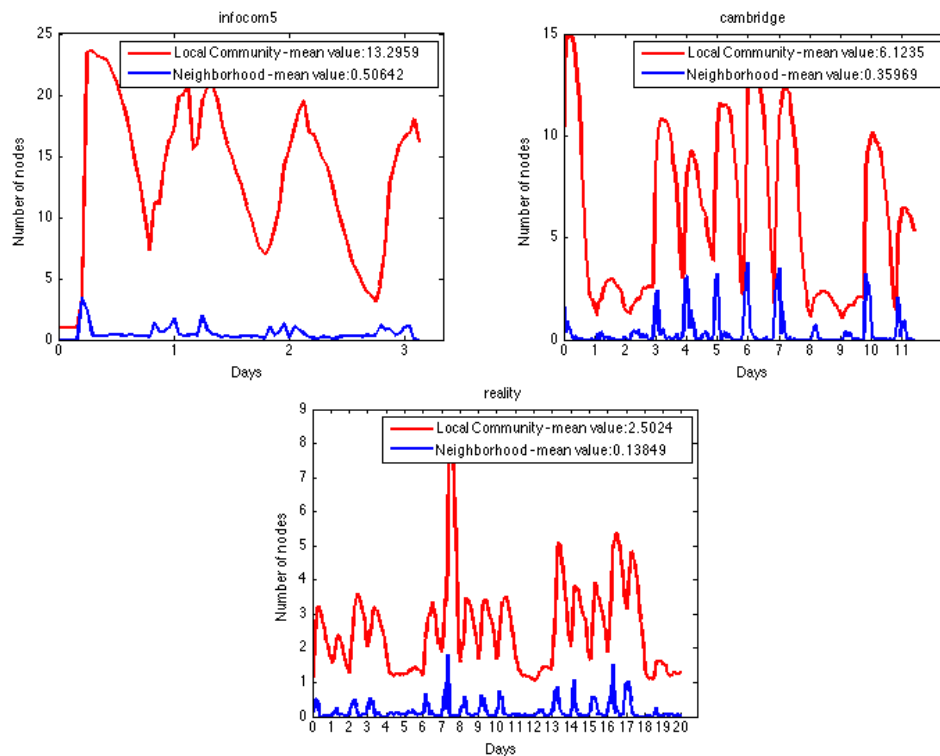 infocom5
25
20
15
10
5
0
Number of nodes
Local Community - mean value:13.2959
Neighborhood - mean value:0.50642
0 1 2 3
Days
cambridge
15
10
5
0
Number of nodes
Local Community - mean value:6.1235
Neighborhood - mean value:0.35969
0 1 2 3 4 5 6 7 8 9 10 11
Days
reality
9
8
7
6
5
4
3
2
1
0
Number of nodes
Local Community - mean value:2.5024
Neighborhood - mean value:0.13849
0 1 2 3 4 5 6 7 8 9 10 11 12 13 14 15 16 17 18 19 20
Days